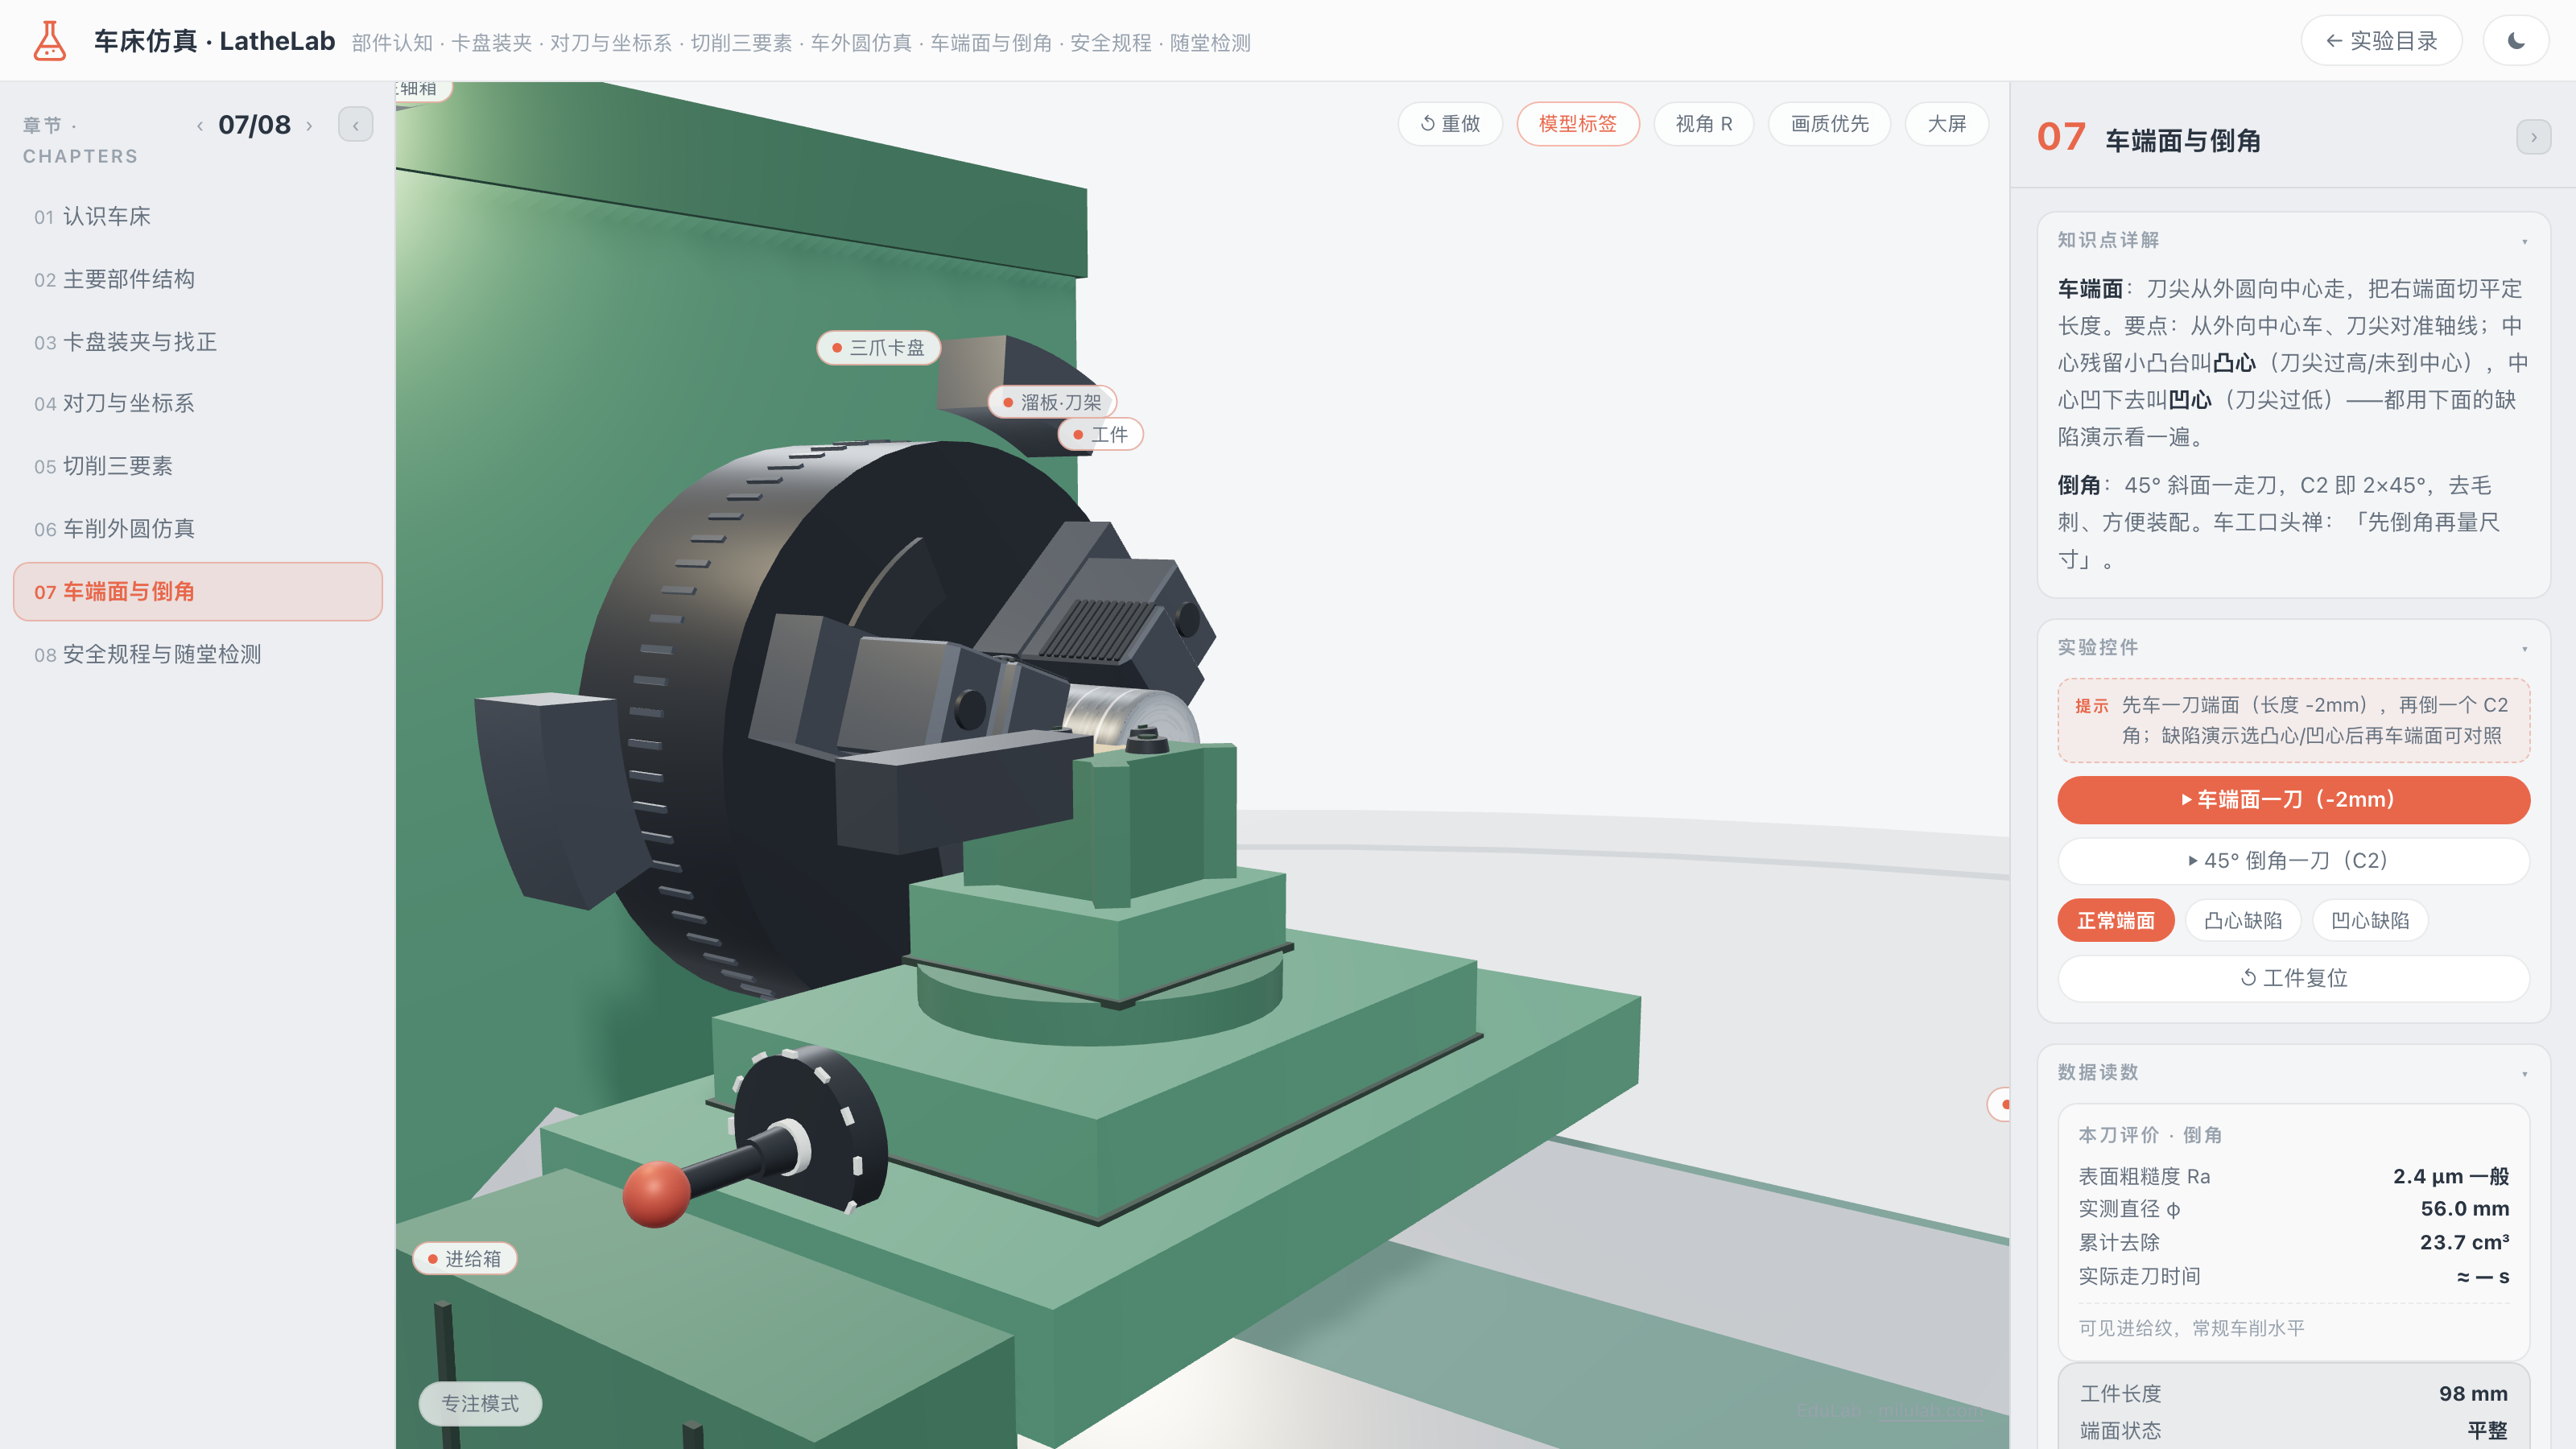 车床仿真 · LatheLab
部件认知 · 卡盘装夹 · 对刀与坐标系 · 切削三要素 · 车外圆仿真 · 车端面与倒角 · 安全规程 · 随堂检测
← 实验目录
章节 ·
CHAPTERS
‹ 07/08 ›
01 认识车床
02 主要部件结构
03 卡盘装夹与找正
04 对刀与坐标系
05 切削三要素
06 车削外圆仿真
07 车端面与倒角
08 安全规程与随堂检测
轴箱
重做
模型标签
视角 R
画质优先
大屏
三爪卡盘
溜板·刀架
工件
进给箱
专注模式
EduLab · nilulab.com
07 车端面与倒角
知识点详解
车端面：刀尖从外圆向中心走，把右端面切平定
长度。要点：从外向中心车、刀尖对准轴线；中
心残留小凸台叫凸心（刀尖过高/未到中心），中
心凹下去叫凹心（刀尖过低）——都用下面的缺
陷演示看一遍。
倒角：45° 斜面一走刀，C2 即 2×45°，去毛
刺、方便装配。车工口头禅：「先倒角再量尺
寸」。
实验控件
提示 先车一刀端面（长度 -2mm），再倒一个 C2
角；缺陷演示选凸心/凹心后再车端面可对照
车端面一刀（-2mm）
45° 倒角一刀（C2）
正常端面
凸心缺陷
凹心缺陷
工件复位
数据读数
本刀评价 · 倒角
表面粗糙度 Ra 2.4 μm 一般
实测直径 φ 56.0 mm
累计去除 23.7 cm³
实际走刀时间 ≈ — s
可见进给纹，常规车削水平
工件长度 98 mm
端面状态 平整